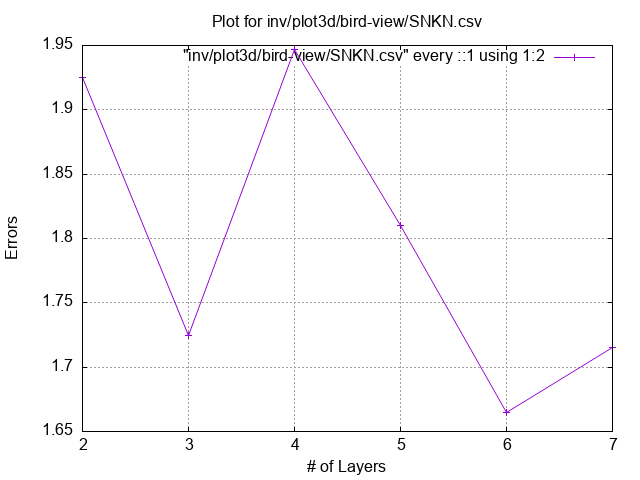 Plot for inv/plot3d/bird-view/SNKN.csv
"inv/plot3d/bird-view/SNKN.csv" every ::1 using 1:2
1.95
1.9
1.85
1.8
1.75
1.7
1.65
Errors
2 3 4 5 6 7
# of Layers